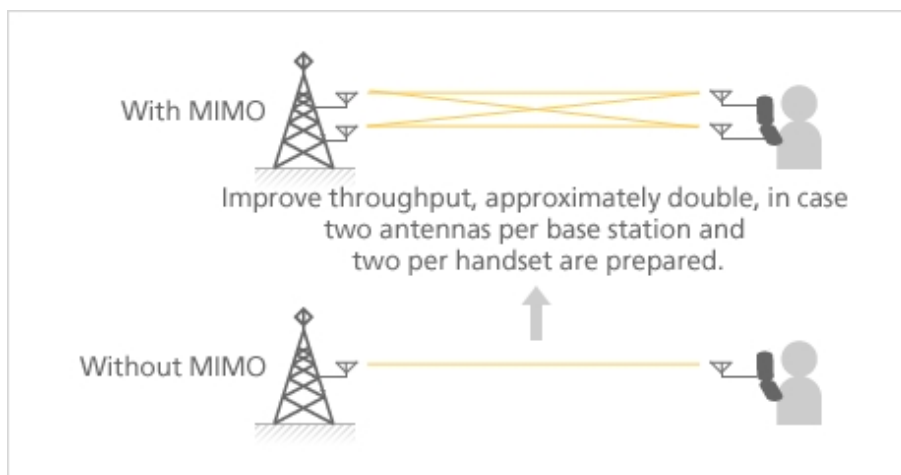 With MIMO
Improve throughput, approximately double, in case
two antennas per base station and
two per handset are prepared.
Without MIMO